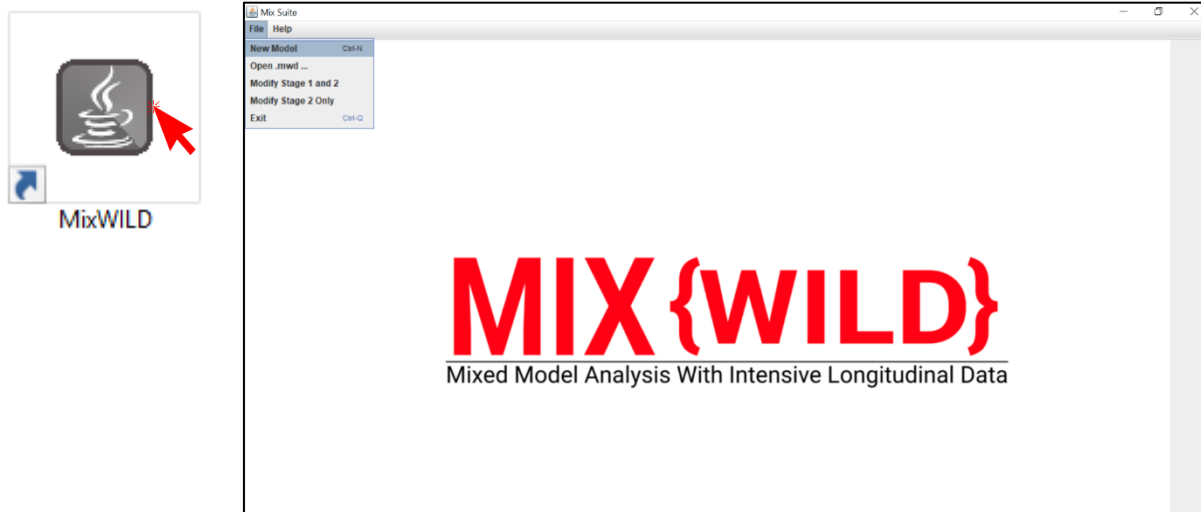 MixWILD
Mix Suite
File Help
New Model Ctrl-N
Open .mwd ...
Modify Stage 1 and 2
Modify Stage 2 Only
Exit Ctrl-Q
MIX{WILD}
Mixed Model Analysis With Intensive Longitudinal Data